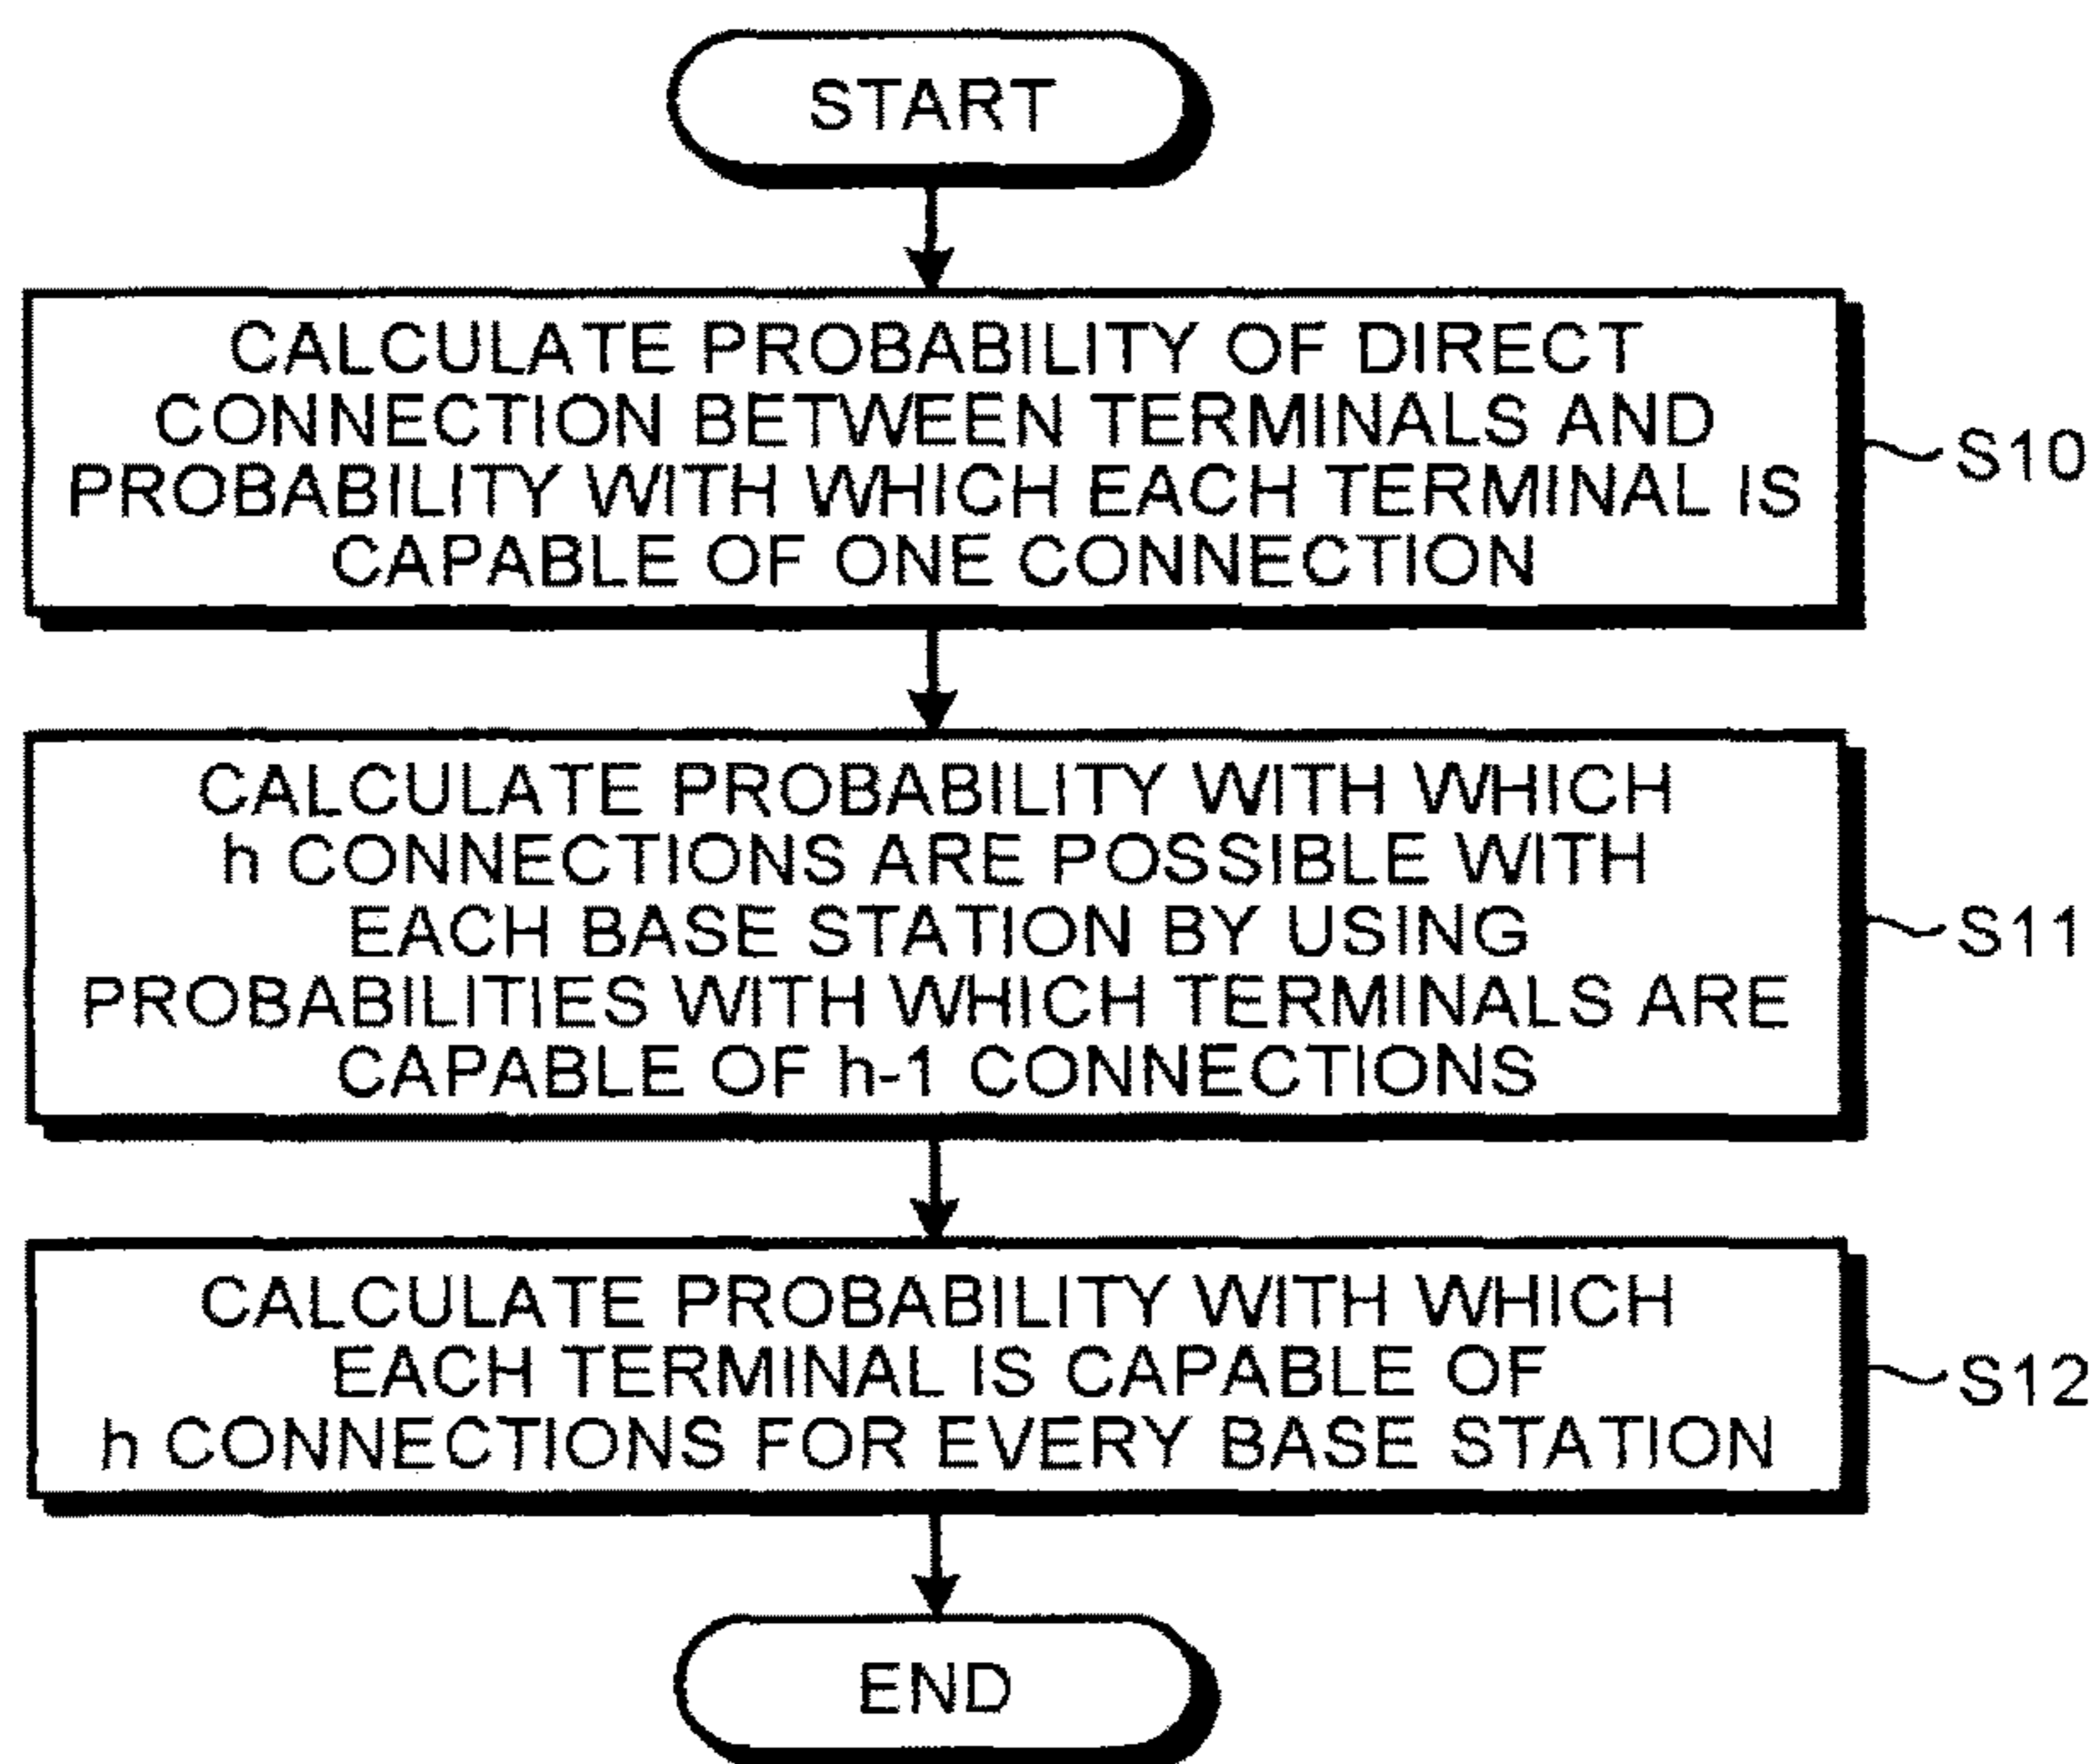 START
CALCULATE PROBABILITY OF DIRECT
CONNECTION BETWEEN TERMINALS AND
PROBABILITY WITH WHICH EACH TERMINAL IS
CAPABLE OF ONE CONNECTION
S10
CALCULATE PROBABILITY WITH WHICH
h CONNECTIONS ARE POSSIBLE WITH
EACH BASE STATION BY USING
PROBABILITIES WITH WHICH TERMINALS ARE
CAPABLE OF h-1 CONNECTIONS
S11
CALCULATE PROBABILITY WITH WHICH
EACH TERMINAL IS CAPABLE OF
h CONNECTIONS FOR EVERY BASE STATION
S12
END